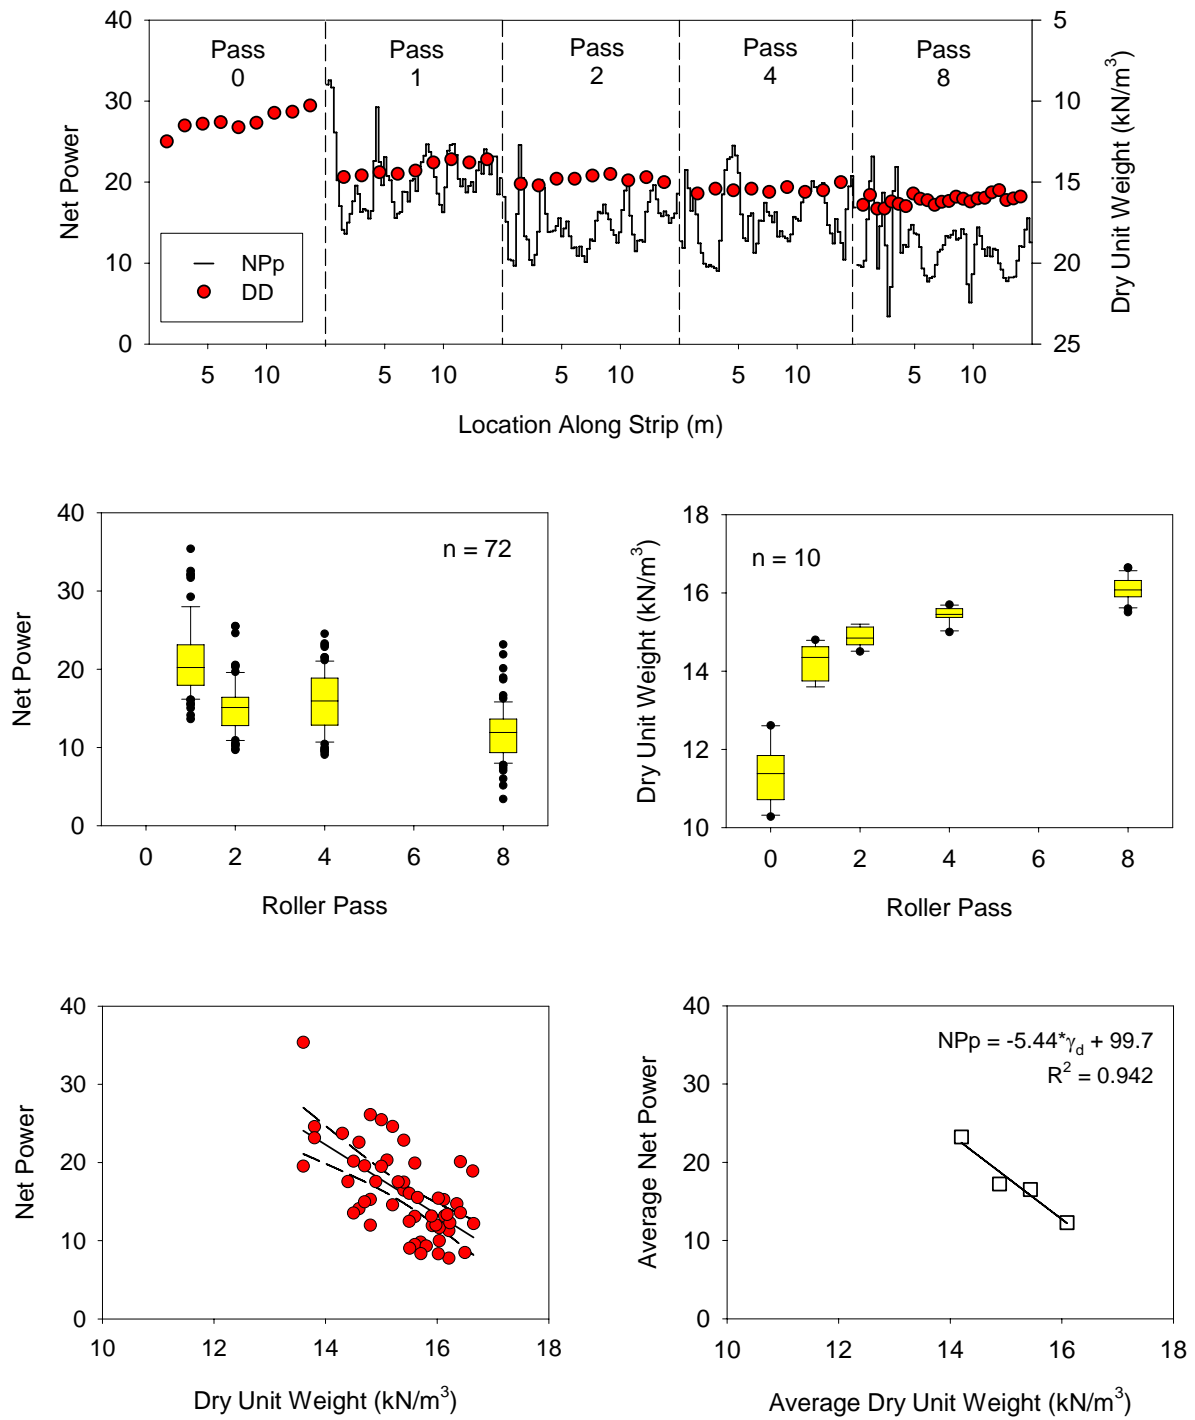 40
5
Pass
0
Pass
1
Pass
2
Pass
4
Pass
8
30
10
20
15
10
20
0
25
NPp
DD
Net Power
Dry Unit Weight (kN/m³)
5 10 5 10 5 10 5 10 5 10
Location Along Strip (m)
40
30
20
10
0
n = 72
Net Power
0 2 4 6 8
Roller Pass
18
16
14
12
10
n = 10
Dry Unit Weight (kN/m³)
0 2 4 6 8
Roller Pass
40
30
20
10
0
Net Power
10 12 14 16 18
Dry Unit Weight (kN/m³)
40
30
20
10
0
NPp = -5.44*γd + 99.7
R² = 0.942
Average Net Power
10 12 14 16 18
Average Dry Unit Weight (kN/m³)